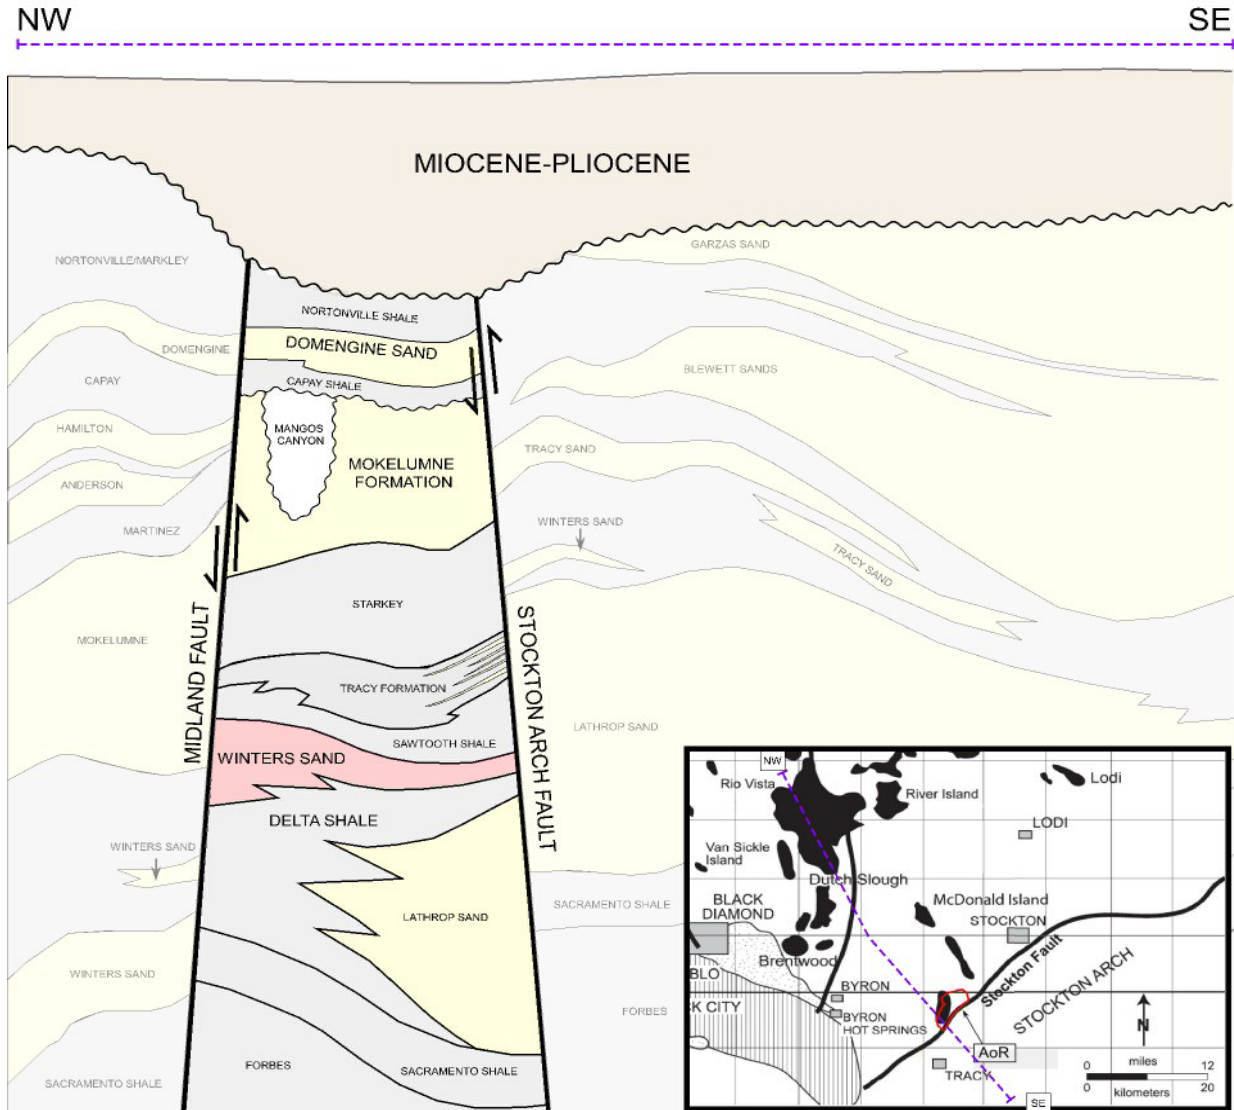 NW
SE
MIOCENE-PLIOCENE
NORTONVILLE/MARKLEY
DOMENGINE
CAPAY
HAMILTON
ANDERSON
MARTINEZ
MOKELUMNE
WINTERS SAND
WINTERS SAND
SACRAMENTO SHALE
MIDLAND FAULT
NORTONVILLE SHALE
DOMENGINE SAND
CAPAY SHALE
MANGOS
CANYON
MOKELUMNE
FORMATION
STARKEY
TRACY FORMATION
SAWTOOTH SHALE
WINTERS SAND
DELTA SHALE
LATHROP SAND
FORBES
SACRAMENTO SHALE
STOCKTON ARCH FAULT
GARZAS SAND
BLEWETT SANDS
TRACY SAND
WINTERS SAND
TRACY SAND
LATHROP SAND
SACRAMENTO SHALE
FORBES
NW
Rio Vista
River Island
Lodi
LODI
Van Sickle
Island
Dutch Slough
BLACK
DIAMOND
McDonald Island
STOCKTON
Brentwood
BLO
CK CITY
BYRON
BYRON
HOT SPRINGS
Stockton Fault
STOCKTON ARCH
AoR
TRACY
N
0 miles 12
0 kilometers 20
SE